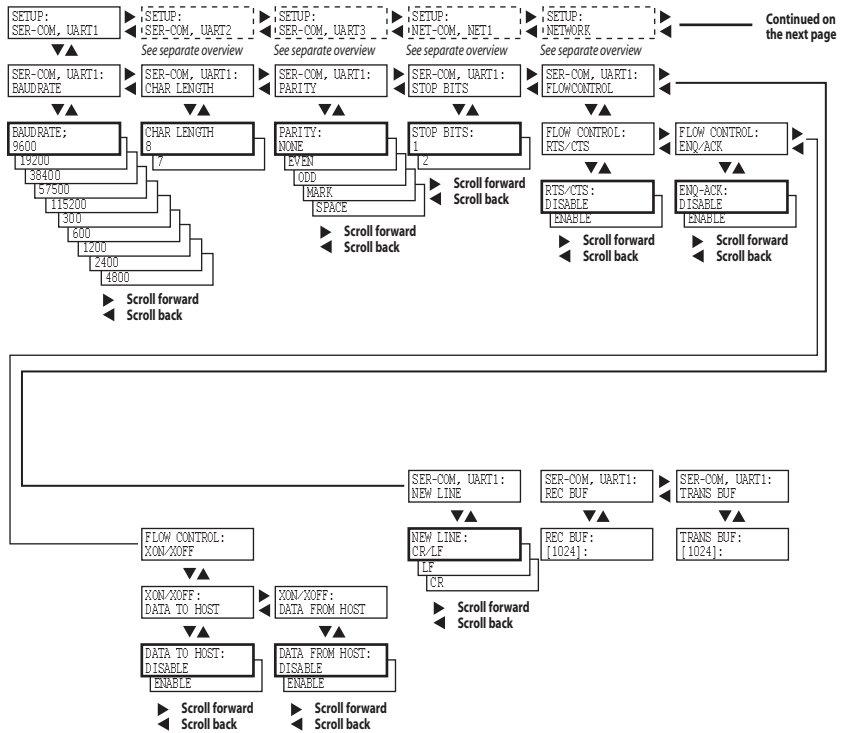 SETUP:
SER-COM, UART1
SETUP:
SER-COM, UART2
SETUP:
SER-COM, UART3
SETUP:
NET-COM, NET1
SETUP:
NETWORK
Continued on
the next page
See separate overview
See separate overview
See separate overview
See separate overview
SER-COM, UART1:
BAUDRATE
SER-COM, UART1:
CHAR LENGTH
SER-COM, UART1:
PARITY
SER-COM, UART1:
STOP BITS
SER-COM, UART1:
FLOWCONTROL
BAUDRATE;
9600
19200
38400
57500
115200
300
600
1200
2400
4800
Scroll forward
Scroll back
CHAR LENGTH
8
7
PARITY:
NONE
EVEN
ODD
MARK
SPACE
Scroll forward
Scroll back
STOP BITS:
1
2
Scroll forward
Scroll back
FLOW CONTROL:
RTS/CTS
FLOW CONTROL:
ENQ/ACK
RTS/CTS:
DISABLE
ENABLE
Scroll forward
Scroll back
ENQ-ACK:
DISABLE
ENABLE
Scroll forward
Scroll back
SER-COM, UART1:
NEW LINE
SER-COM, UART1:
REC BUF
SER-COM, UART1:
TRANS BUF
NEW LINE:
CR/LF
LF
CR
Scroll forward
Scroll back
REC BUF:
[1024]:
TRANS BUF:
[1024]:
FLOW CONTROL:
XON/XOFF
XON/XOFF:
DATA TO HOST
XON/XOFF:
DATA FROM HOST
DATA TO HOST:
DISABLE
ENABLE
Scroll forward
Scroll back
DATA FROM HOST:
DISABLE
ENABLE
Scroll forward
Scroll back